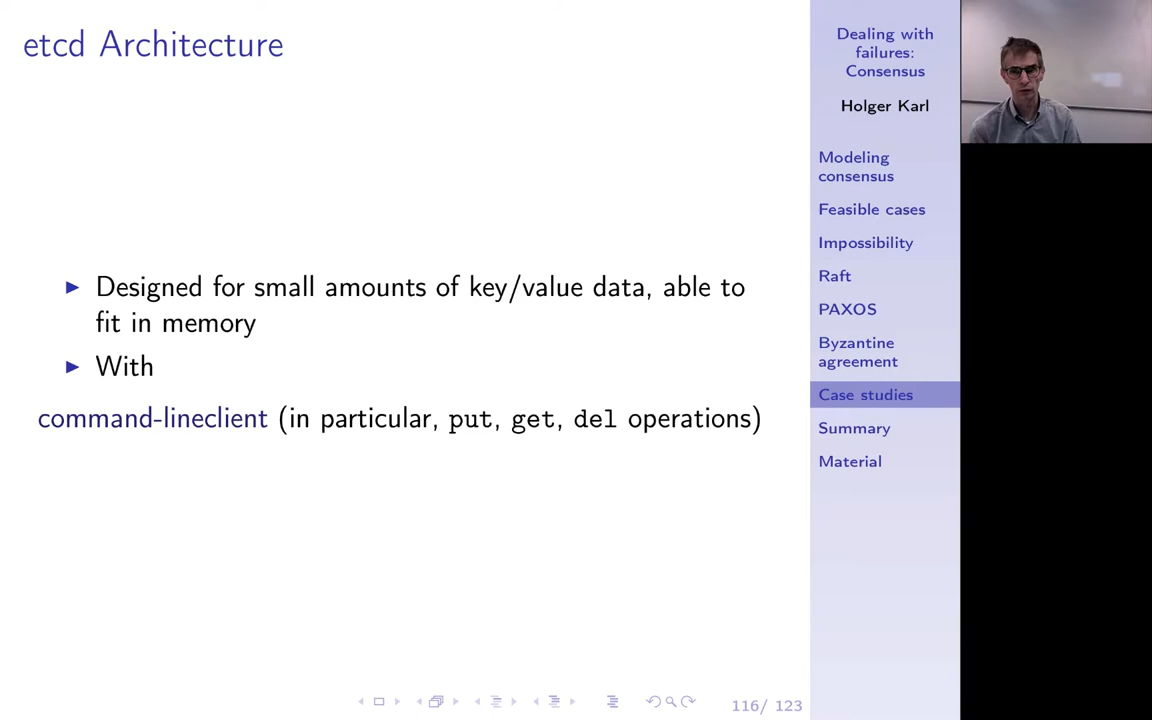 etcd Architecture
Designed for small amounts of key/value data, able to
fit in memory
With
command-lineclient (in particular, put, get, del operations)
116/ 123
Dealing with
failures:
Consensus
Holger Karl
Modeling
consensus
Feasible cases
Impossibility
Raft
PAXOS
Byzantine
agreement
Case studies
Summary
Material